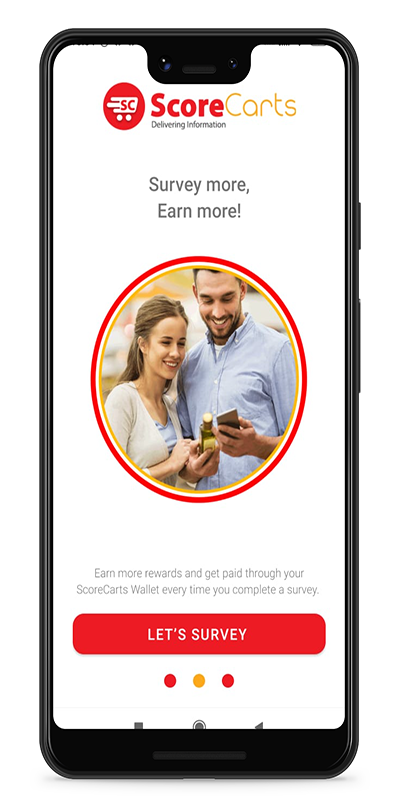 SC
ScoreCarts
Delivering Information
Survey more,
Earn more!
Earn more rewards and get paid through your
ScoreCarts Wallet every time you complete a survey.
LET'S SURVEY